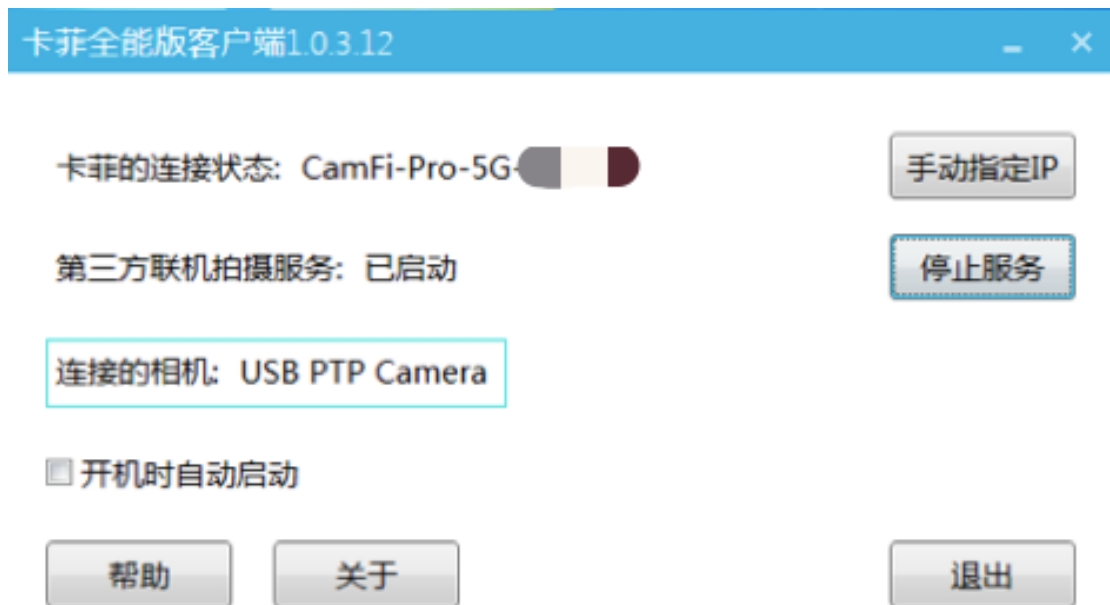 卡菲全能版客户端1.0.3.12
卡菲的连接状态: CamFi-Pro-5G- 手动指定IP
第三方联机拍摄服务: 已启动 停止服务
连接的相机: USB PTP Camera
开机时自动启动
帮助 关于 退出